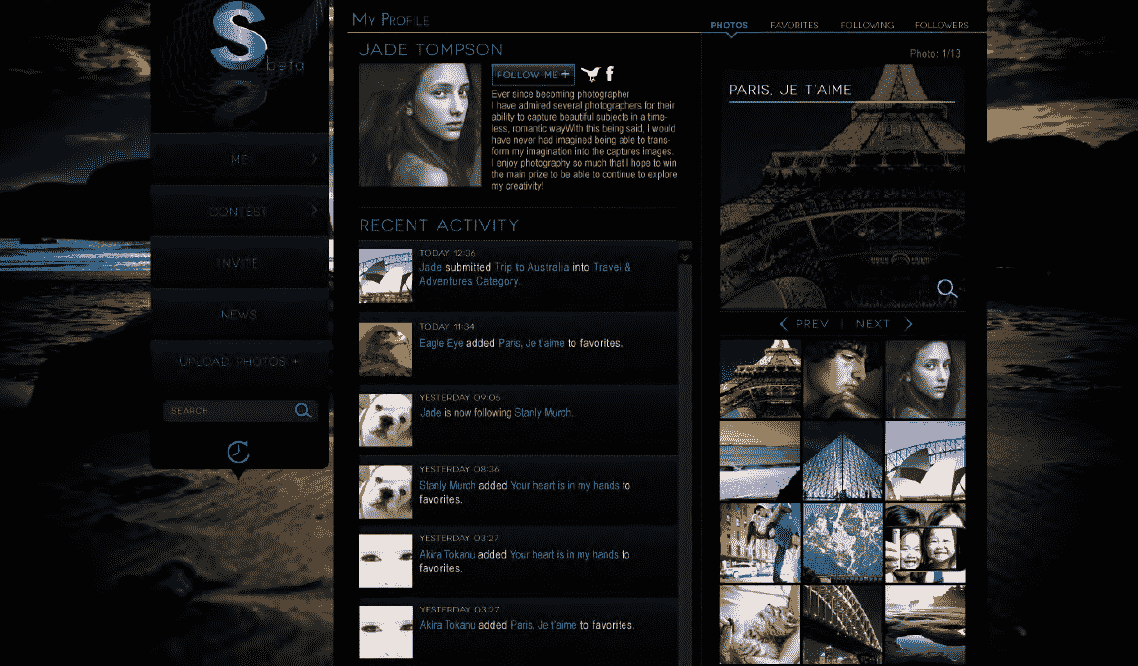 S
beta
ME
CONTEST
INVITE
NEWS
UPLOAD PHOTOS +
SEARCH
My Profile
JADE TOMPSON
FOLLOW ME +
f
Ever since becoming photographer
I have admired several photographers for their
ability to capture beautiful subjects in a time-
less, romantic wayWith this being said, I would
have never had imagined being able to trans-
form my imagination into the captures images.
I enjoy photography so much that I hope to win
the main prize to be able to continue to explore
my creativity!
RECENT ACTIVITY
TODAY 12:36
Jade submitted Trip to Australia into Travel &
Adventures Category.
TODAY 11:34
Eagle Eye added Paris, Je t'aime to favorites.
YESTERDAY 09:06
Jade is now following Stanly Murch.
YESTERDAY 08:36
Stanly Murch added Your heart is in my hands to
favorites.
YESTERDAY 03:27
Akira Tokanu added Your heart is in my hands to
favorites.
YESTERDAY 03:27
Akira Tokanu added Paris, Je t'aime to favorites.
PHOTOS FAVORITES FOLLOWING FOLLOWERS
Photo: 1/13
PARIS, JE T'AIME
PREV | NEXT